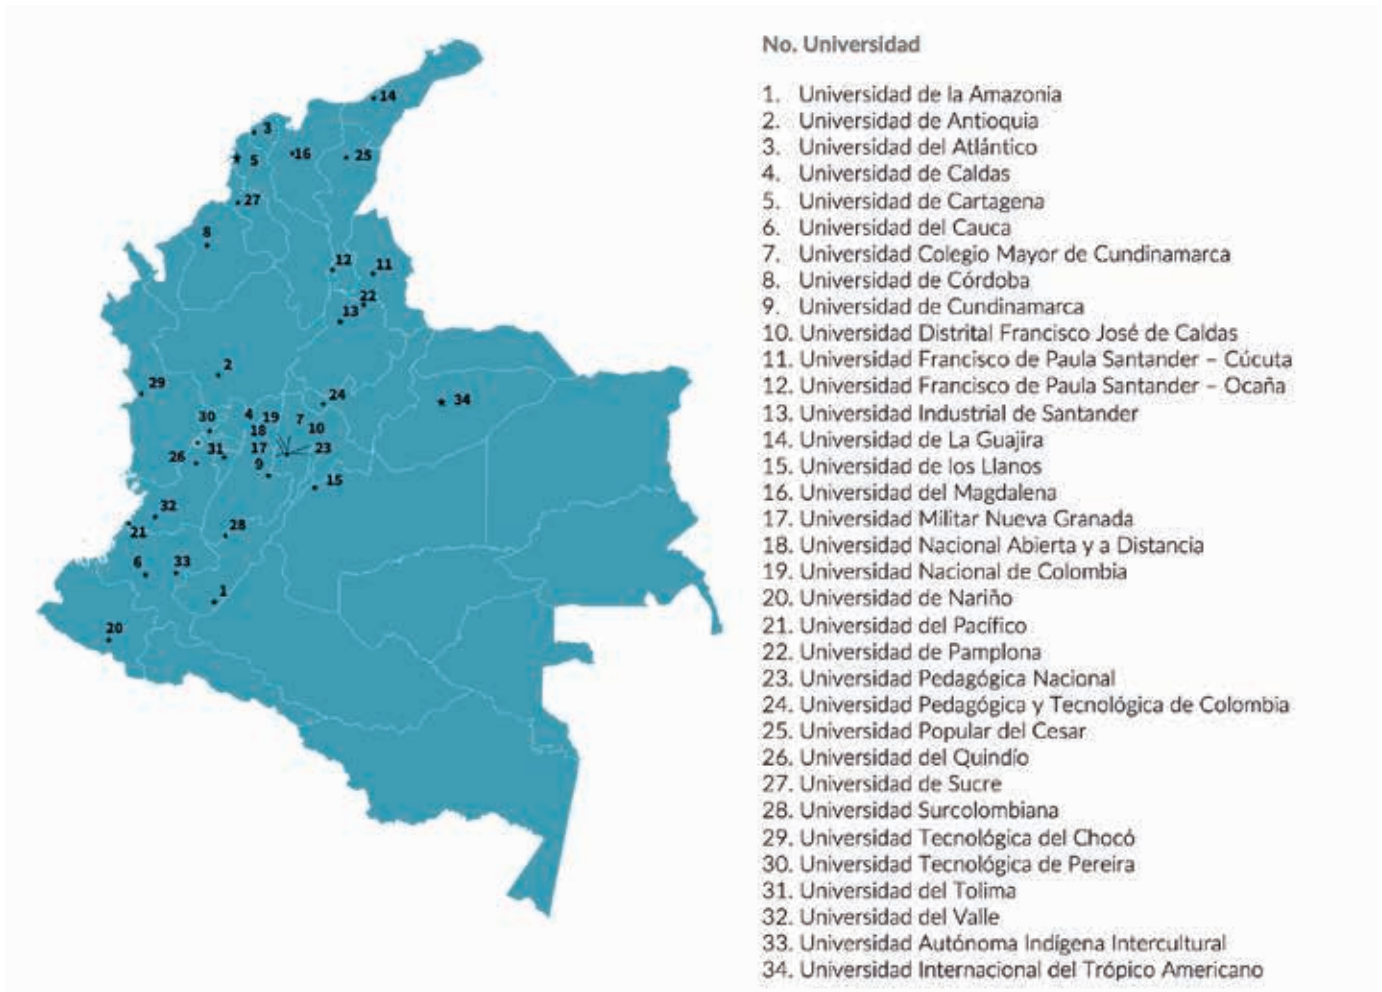 No. Universidad
1. Universidad de la Amazonia
2. Universidad de Antioquia
3. Universidad del Atlántico
4. Universidad de Caldas
5. Universidad de Cartagena
6. Universidad del Cauca
7. Universidad Colegio Mayor de Cundinamarca
8. Universidad de Córdoba
9. Universidad de Cundinamarca
10. Universidad Distrital Francisco José de Caldas
11. Universidad Francisco de Paula Santander – Cúcuta
12. Universidad Francisco de Paula Santander – Ocaña
13. Universidad Industrial de Santander
14. Universidad de La Guajira
15. Universidad de los Llanos
16. Universidad del Magdalena
17. Universidad Militar Nueva Granada
18. Universidad Nacional Abierta y a Distancia
19. Universidad Nacional de Colombia
20. Universidad de Nariño
21. Universidad del Pacífico
22. Universidad de Pamplona
23. Universidad Pedagógica Nacional
24. Universidad Pedagógica y Tecnológica de Colombia
25. Universidad Popular del Cesar
26. Universidad del Quindío
27. Universidad de Sucre
28. Universidad Surcolombiana
29. Universidad Tecnológica del Chocó
30. Universidad Tecnológica de Pereira
31. Universidad del Tolima
32. Universidad del Valle
33. Universidad Autónoma Indígena Intercultural
34. Universidad Internacional del Trópico Americano
14
3
16
25
5
27
8
12
11
22
13
2
29
24
34
4
19
7
30
18
10
31
17
23
26
9
15
32
28
21
6
33
1
20